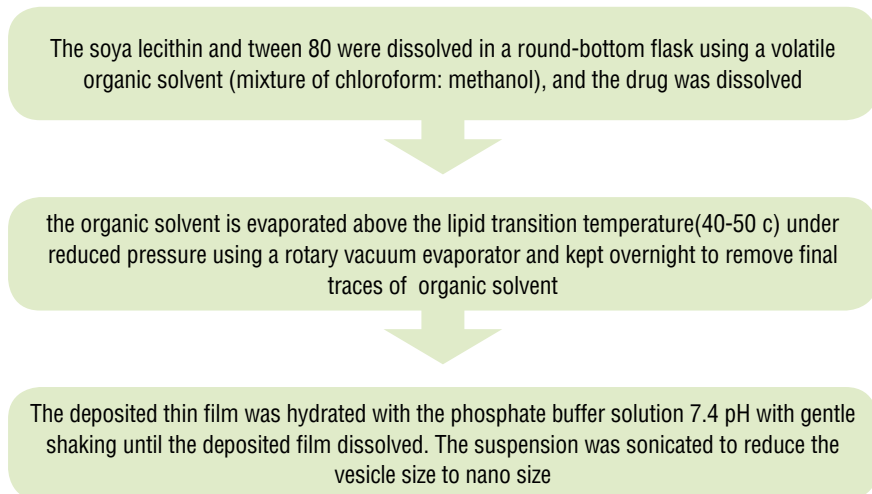 The soya lecithin and tween 80 were dissolved in a round-bottom flask using a volatile
organic solvent (mixture of chloroform: methanol), and the drug was dissolved
the organic solvent is evaporated above the lipid transition temperature(40-50 c) under
reduced pressure using a rotary vacuum evaporator and kept overnight to remove final
traces of organic solvent
The deposited thin film was hydrated with the phosphate buffer solution 7.4 pH with gentle
shaking until the deposited film dissolved. The suspension was sonicated to reduce the
vesicle size to nano size